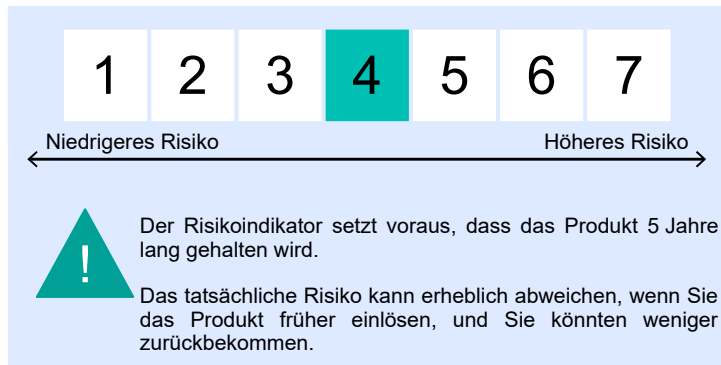 1 2 3 4 5 6 7
Niedrigeres Risiko Höheres Risiko
!
Der Risikoindikator setzt voraus, dass das Produkt 5 Jahre
lang gehalten wird.
Das tatsächliche Risiko kann erheblich abweichen, wenn Sie
das Produkt früher einlösen, und Sie könnten weniger
zurückbekommen.